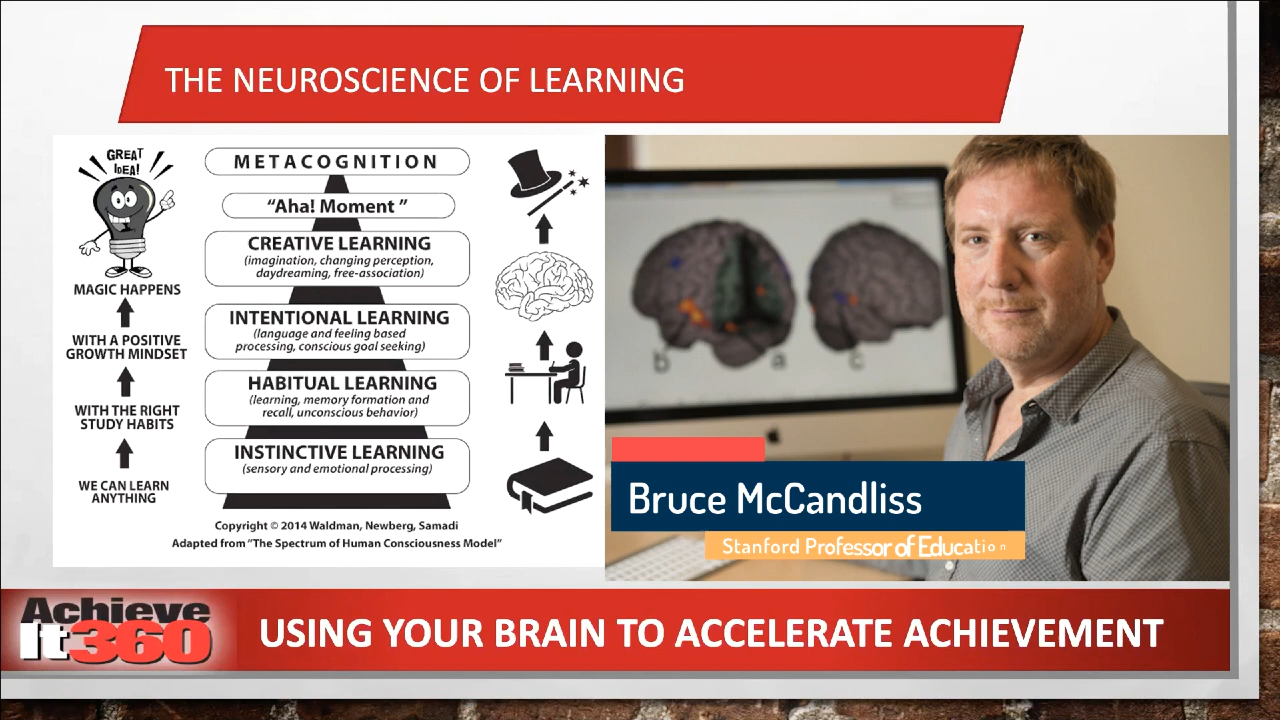 THE NEUROSCIENCE OF LEARNING
GREAT
IDEA!
MAGIC HAPPENS
WITH A POSITIVE
GROWTH MINDSET
WITH THE RIGHT
STUDY HABITS
WE CAN LEARN
ANYTHING
METACOGNITION
“Aha! Moment ”
CREATIVE LEARNING
(imagination, changing perception,
daydreaming, free-association)
INTENTIONAL LEARNING
(language and feeling based
processing, conscious goal seeking)
HABITUAL LEARNING
(learning, memory formation and
recall, unconscious behavior)
INSTINCTIVE LEARNING
(sensory and emotional processing)
Copyright © 2014 Waldman, Newberg, Samadi
Adapted from "The Spectrum of Human Consciousness Model"
b a c
Bruce McCandliss
Stanford Professor of Education
Achieve
It360
USING YOUR BRAIN TO ACCELERATE ACHIEVEMENT